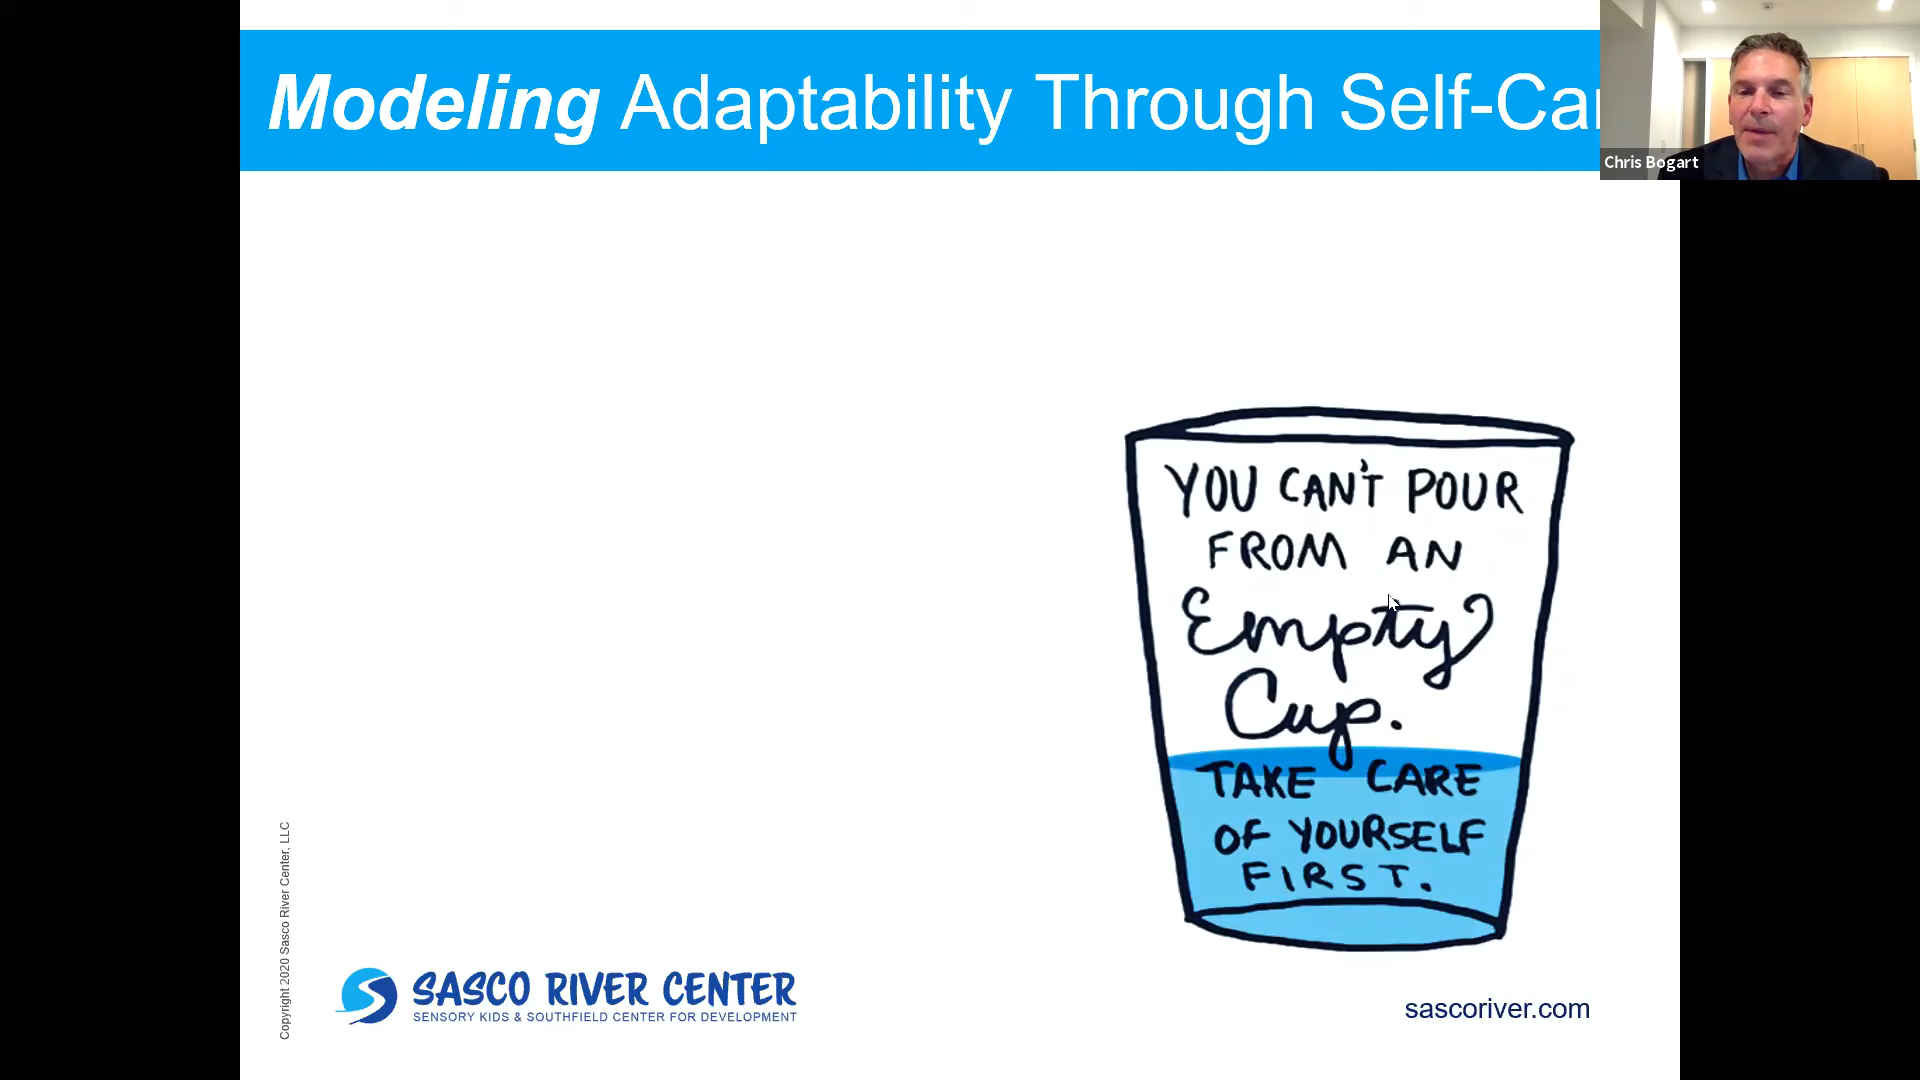 Modeling Adaptability Through Self-Car
Chris Bogart
YOU CAN'T POUR
FROM AN
Empty
Cup.
TAKE CARE
OF YOURSELF
FIRST.
Copyright 2020 Sasco River Center, LLC
SASCO RIVER CENTER
SENSORY KIDS & SOUTHFIELD CENTER FOR DEVELOPMENT
sascoriver.com